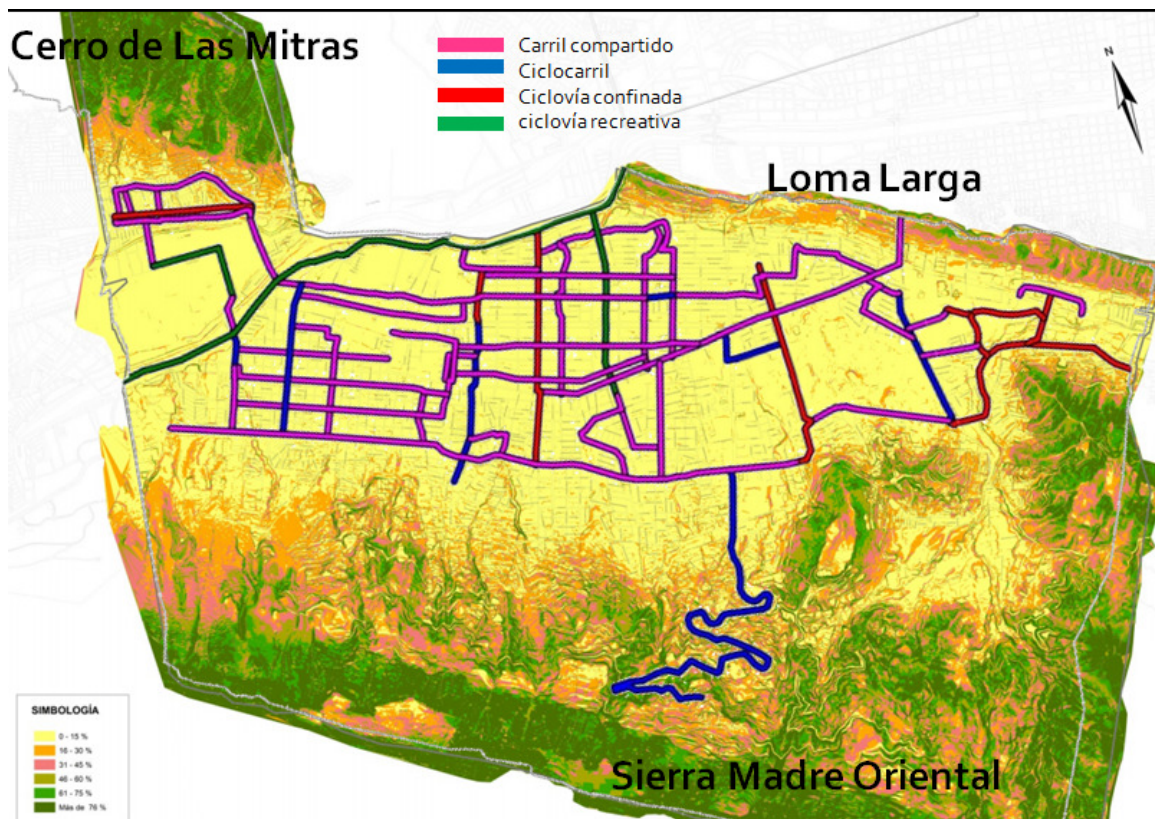 Cerro de Las Mitras
Carril compartido
Ciclocarril
Ciclovía confinada
ciclovía recreativa
N
Loma Larga
Sierra Madre Oriental
SIMBOLOGÍA
0 - 15 %
16 - 30 %
31 - 45 %
46 - 60 %
61 - 75 %
Más de 76 %